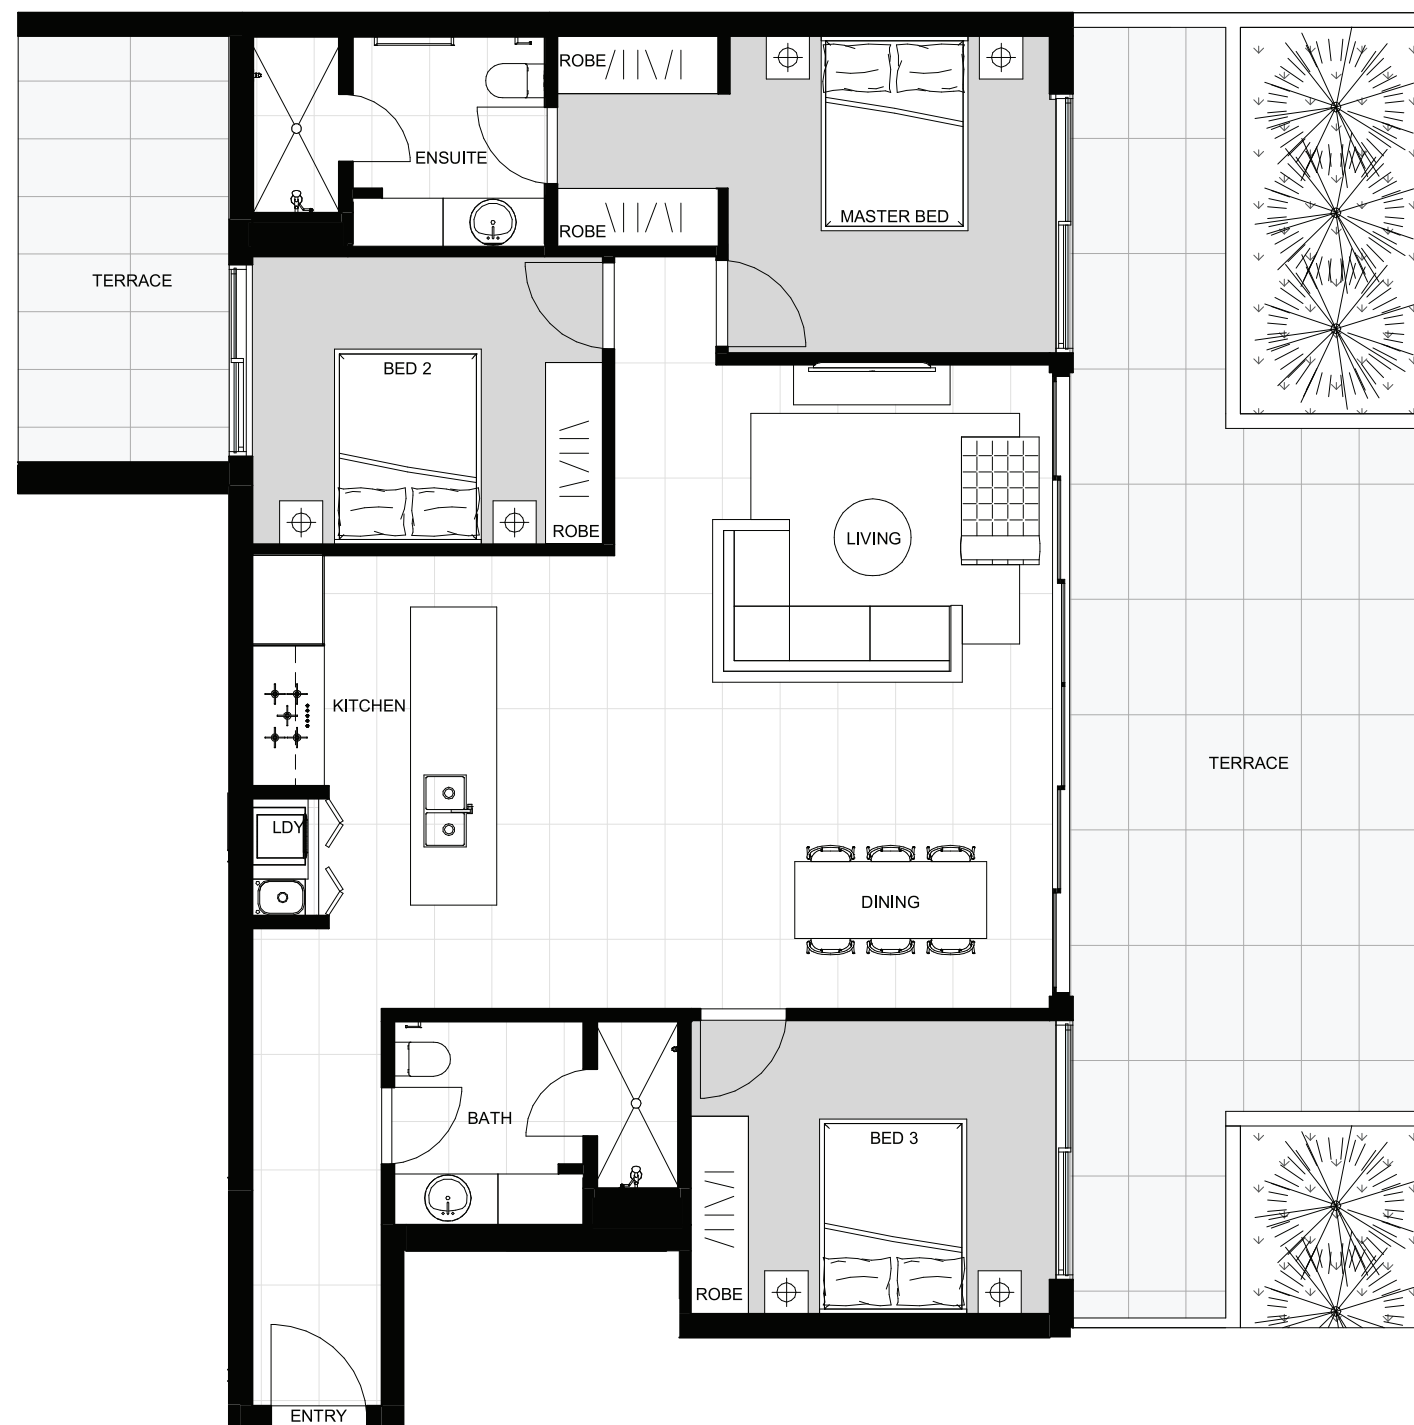 ROBE
ENSUITE
MASTER BED
ROBE
TERRACE
BED 2
ROBE
LIVING
KITCHEN
TERRACE
LDY
DINING
BATH
BED 3
ROBE
ENTRY